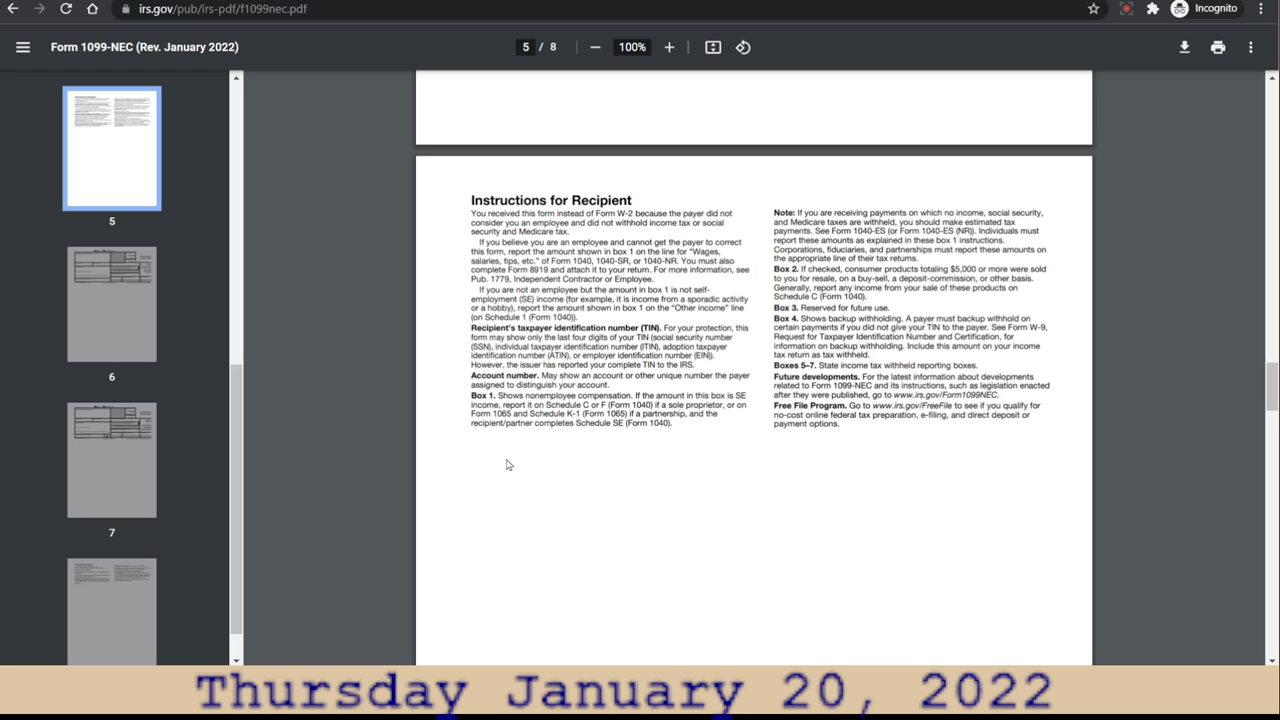 irs.gov/pub/irs-pdf/f1099nec.pdf
Incognito
Form 1099-NEC (Rev. January 2022)
5 / 8
100%
5
6
7
Instructions for Recipient
You received this form instead of Form W-2 because the payer did not
consider you an employee and did not withhold income tax or social
security and Medicare tax.
If you believe you are an employee and cannot get the payer to correct
this form, report the amount shown in box 1 on the line for “Wages,
salaries, tips, etc.” of Form 1040, 1040-SR, or 1040-NR. You must also
complete Form 8919 and attach it to your return. For more information, see
Pub. 1779, Independent Contractor or Employee.
If you are not an employee but the amount in box 1 is not self-
employment (SE) income (for example, it is income from a sporadic activity
or a hobby), report the amount shown in box 1 on the “Other income” line
(on Schedule 1 (Form 1040)).
Recipient's taxpayer identification number (TIN). For your protection, this
form may show only the last four digits of your TIN (social security number
(SSN), individual taxpayer identification number (ITIN), adoption taxpayer
identification number (ATIN), or employer identification number (EIN)).
However, the issuer has reported your complete TIN to the IRS.
Account number. May show an account or other unique number the payer
assigned to distinguish your account.
Box 1. Shows nonemployee compensation. If the amount in this box is SE
income, report it on Schedule C or F (Form 1040) if a sole proprietor, or on
Form 1065 and Schedule K-1 (Form 1065) if a partnership, and the
recipient/partner completes Schedule SE (Form 1040).
Note: If you are receiving payments on which no income, social security,
and Medicare taxes are withheld, you should make estimated tax
payments. See Form 1040-ES (or Form 1040-ES (NR)). Individuals must
report these amounts as explained in these box 1 instructions.
Corporations, fiduciaries, and partnerships must report these amounts on
the appropriate line of their tax returns.
Box 2. If checked, consumer products totaling $5,000 or more were sold
to you for resale, on a buy-sell, a deposit-commission, or other basis.
Generally, report any income from your sale of these products on
Schedule C (Form 1040).
Box 3. Reserved for future use.
Box 4. Shows backup withholding. A payer must backup withhold on
certain payments if you did not give your TIN to the payer. See Form W-9,
Request for Taxpayer Identification Number and Certification, for
information on backup withholding. Include this amount on your income
tax return as tax withheld.
Boxes 5–7. State income tax withheld reporting boxes.
Future developments. For the latest information about developments
related to Form 1099-NEC and its instructions, such as legislation enacted
after they were published, go to www.irs.gov/Form1099NEC.
Free File Program. Go to www.irs.gov/FreeFile to see if you qualify for
no-cost online federal tax preparation, e-filing, and direct deposit or
payment options.
Thursday January 20, 2022